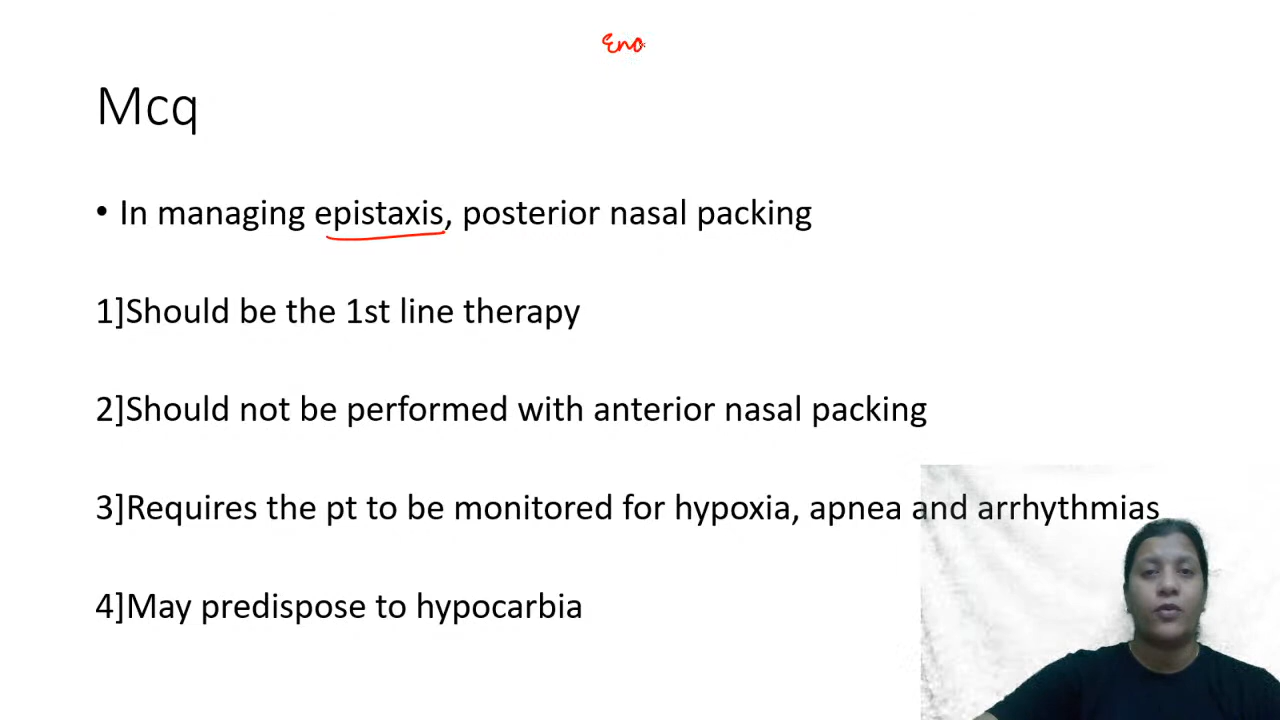 Eno
Mcq
• In managing epistaxis, posterior nasal packing
1]Should be the 1st line therapy
2]Should not be performed with anterior nasal packing
3]Requires the pt to be monitored for hypoxia, apnea and arrhythmias
4]May predispose to hypocarbia